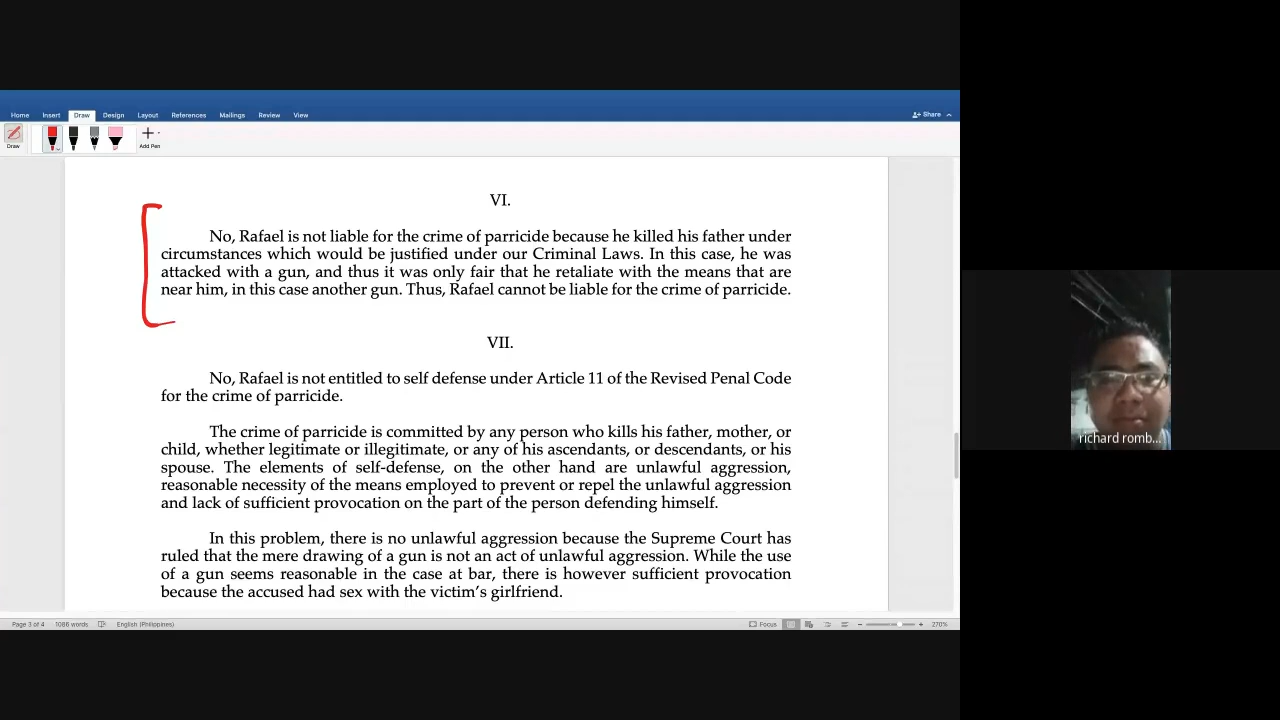 Home Insert Draw Design Layout References Mailings Review View Share
Draw Add Pen
VI.
No, Rafael is not liable for the crime of parricide because he killed his father under
circumstances which would be justified under our Criminal Laws. In this case, he was
attacked with a gun, and thus it was only fair that he retaliate with the means that are
near him, in this case another gun. Thus, Rafael cannot be liable for the crime of parricide.
VII.
No, Rafael is not entitled to self defense under Article 11 of the Revised Penal Code
for the crime of parricide.
The crime of parricide is committed by any person who kills his father, mother, or
child, whether legitimate or illegitimate, or any of his ascendants, or descendants, or his
spouse. The elements of self-defense, on the other hand are unlawful aggression,
reasonable necessity of the means employed to prevent or repel the unlawful aggression
and lack of sufficient provocation on the part of the person defending himself.
In this problem, there is no unlawful aggression because the Supreme Court has
ruled that the mere drawing of a gun is not an act of unlawful aggression. While the use
of a gun seems reasonable in the case at bar, there is however sufficient provocation
because the accused had sex with the victim's girlfriend.
Page 3 of 4 1086 words English (Philippines) Focus 270%
richard romb...